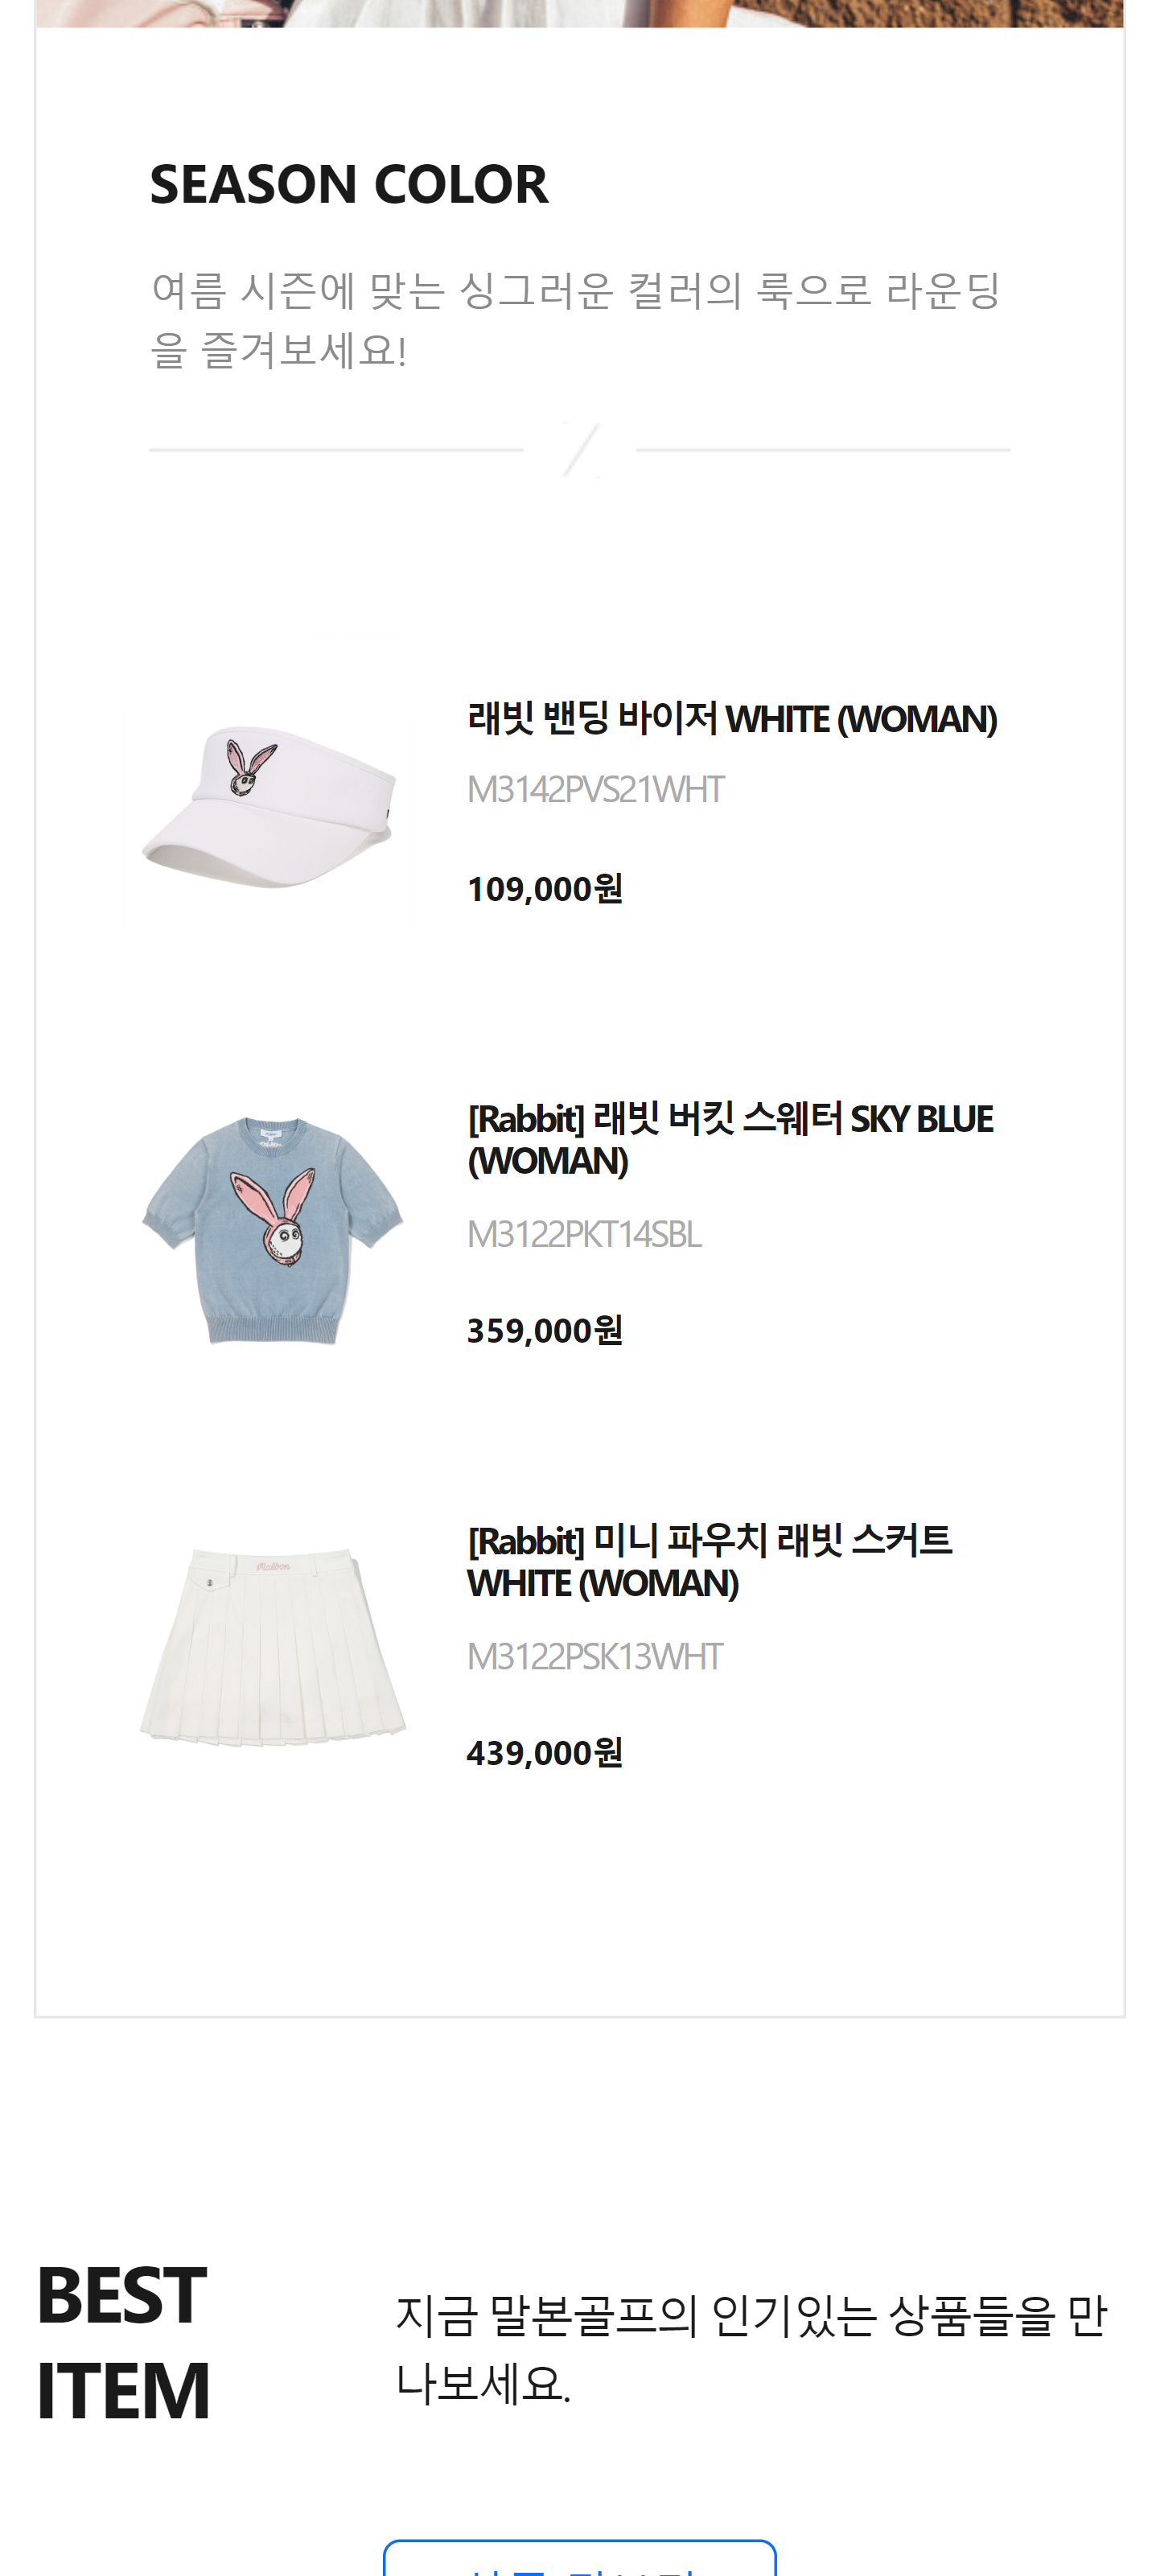 SEASON COLOR
여름 시즌에 맞는 싱그러운 컬러의 룩으로 라운딩
을 즐겨보세요!
래빗 밴딩 바이저 WHITE (WOMAN)
M3142PVS21WHT
109,000원
[Rabbit] 래빗 버킷 스웨터 SKY BLUE
(WOMAN)
M3122PKT14SBL
359,000원
[Rabbit] 미니 파우치 래빗 스커트
WHITE (WOMAN)
M3122PSK13WHT
439,000원
BEST
ITEM
지금 말본골프의 인기있는 상품들을 만
나보세요.